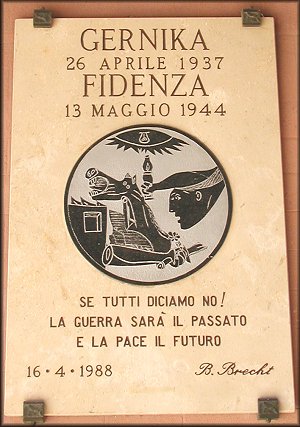 GERNIKA
26 APRILE 1937
FIDENZA
13 MAGGIO 1944
SE TUTTI DICIAMO NO!
LA GUERRA SARÀ IL PASSATO
E LA PACE IL FUTURO
16 • 4 • 1988 B. Brecht